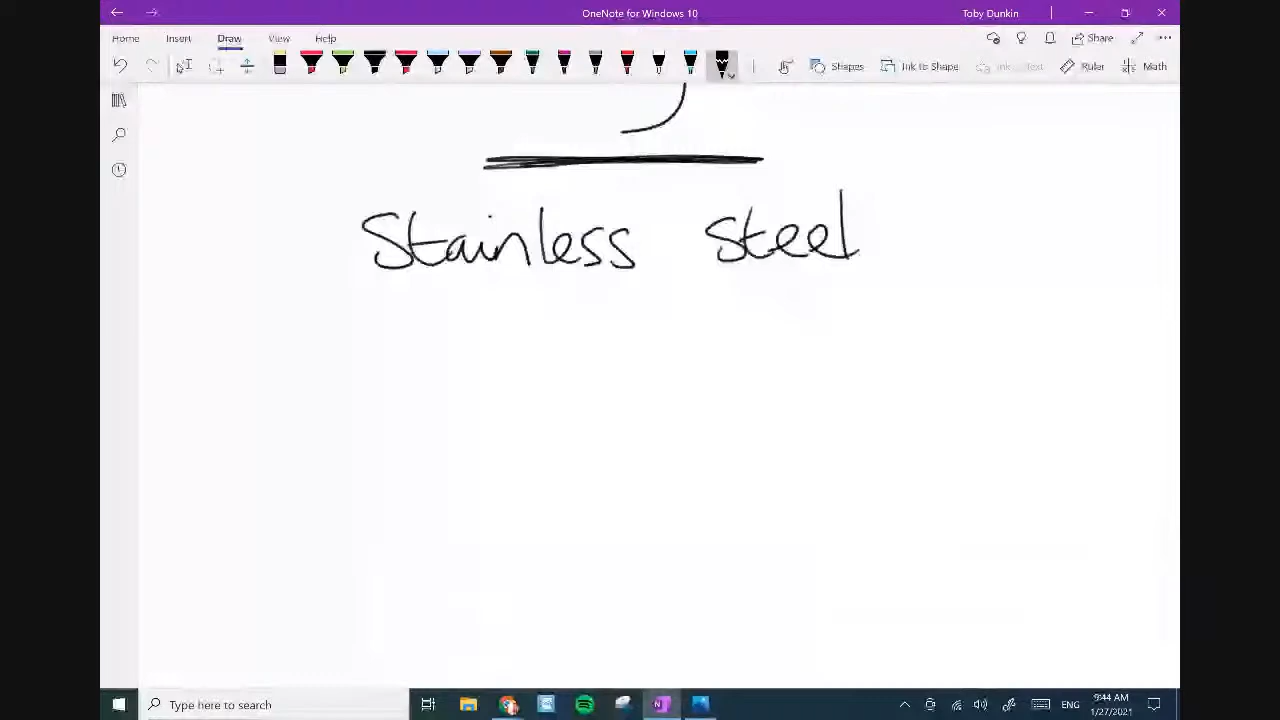 OneNote for Windows 10
Toby Dunkin
Home Insert Draw View Help
Share
Shapes Ink to Shape Ink to Text Ruler Math
Stainless steel
Type here to search
ENG
9:44 AM
1/27/2021